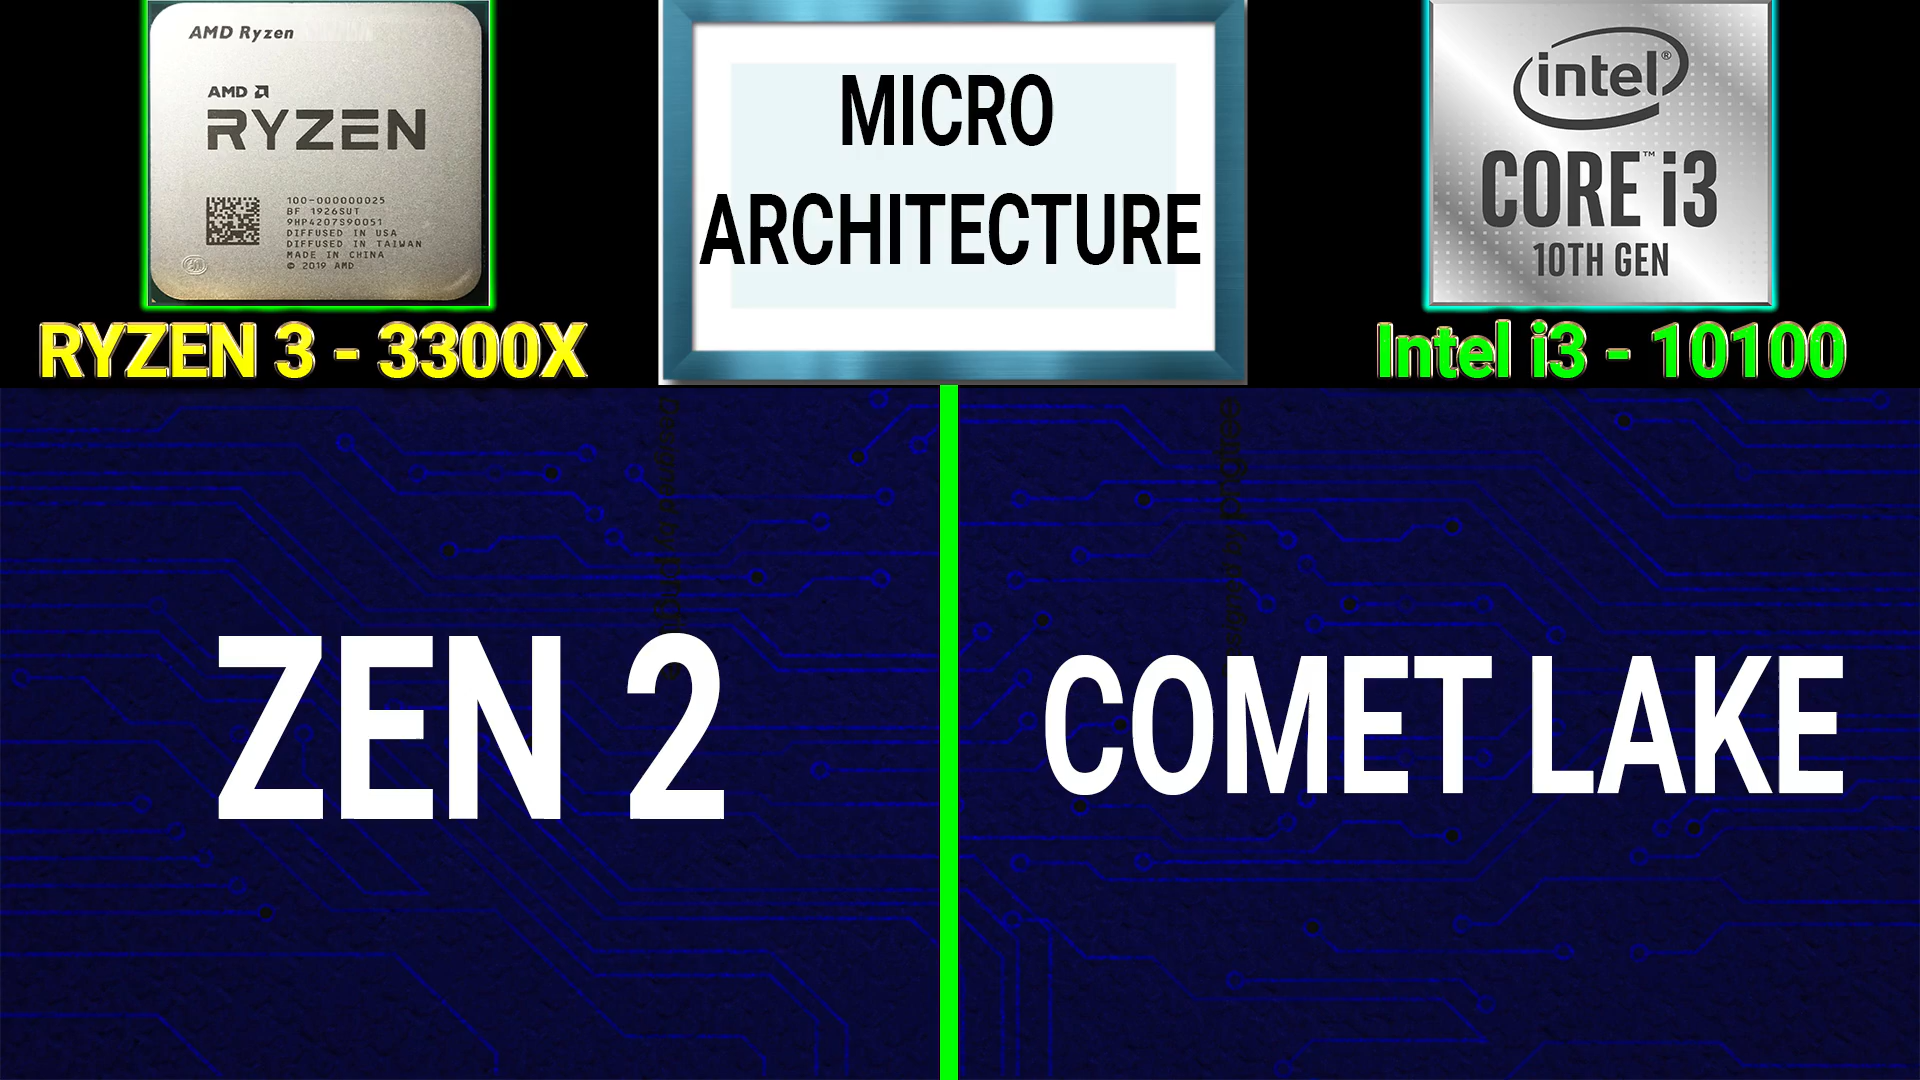 AMD Ryzen
AMD
RYZEN
100-000000025
BF 1926SUT
9HP4207S90051
DIFFUSED IN USA
DIFFUSED IN TAIWAN
MADE IN CHINA
© 2019 AMD
RYZEN 3 - 3300X
MICRO
ARCHITECTURE
intel®
CORE™ i3
10TH GEN
Intel i3 - 10100
ZEN 2
COMET LAKE